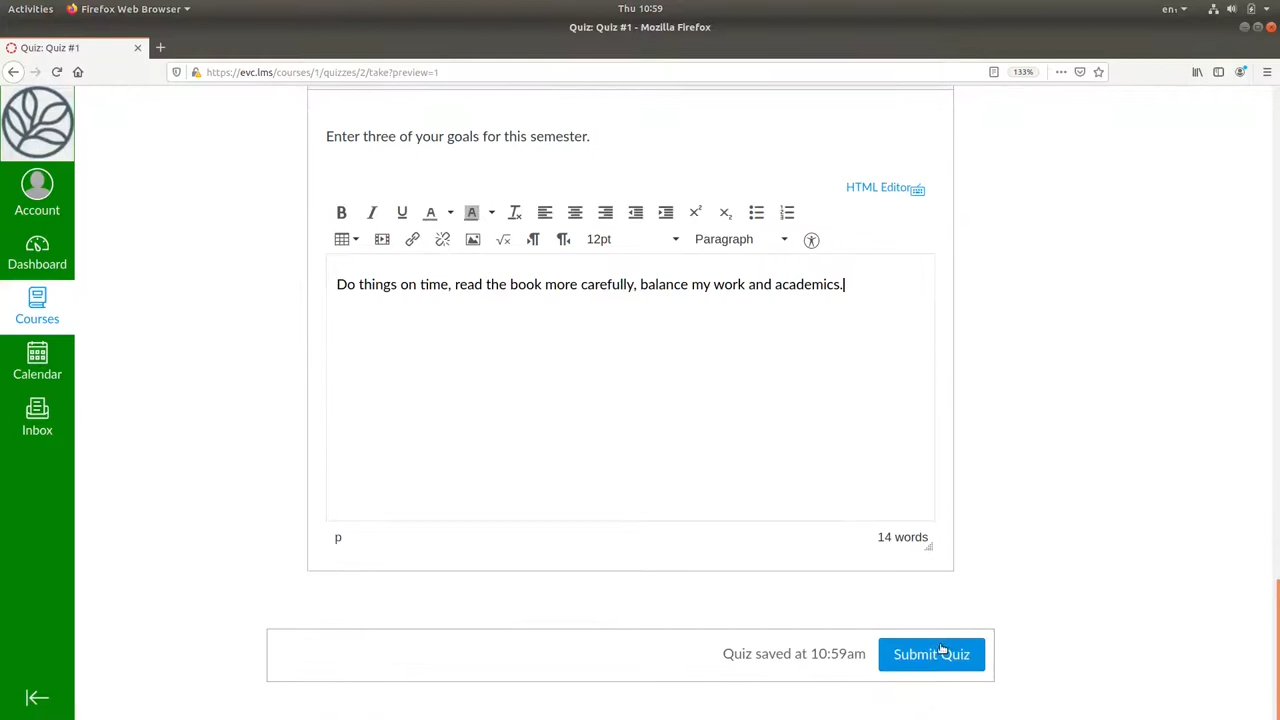 Activities Firefox Web Browser Thu 10:59 en₁
Quiz: Quiz #1 - Mozilla Firefox
Quiz: Quiz #1
https://evc.lms/courses/1/quizzes/2/take?preview=1 133%
Account
Dashboard
Courses
Calendar
Inbox
Enter three of your goals for this semester.
HTML Editor
12pt Paragraph
Do things on time, read the book more carefully, balance my work and academics.
p 14 words
Quiz saved at 10:59am Submit Quiz